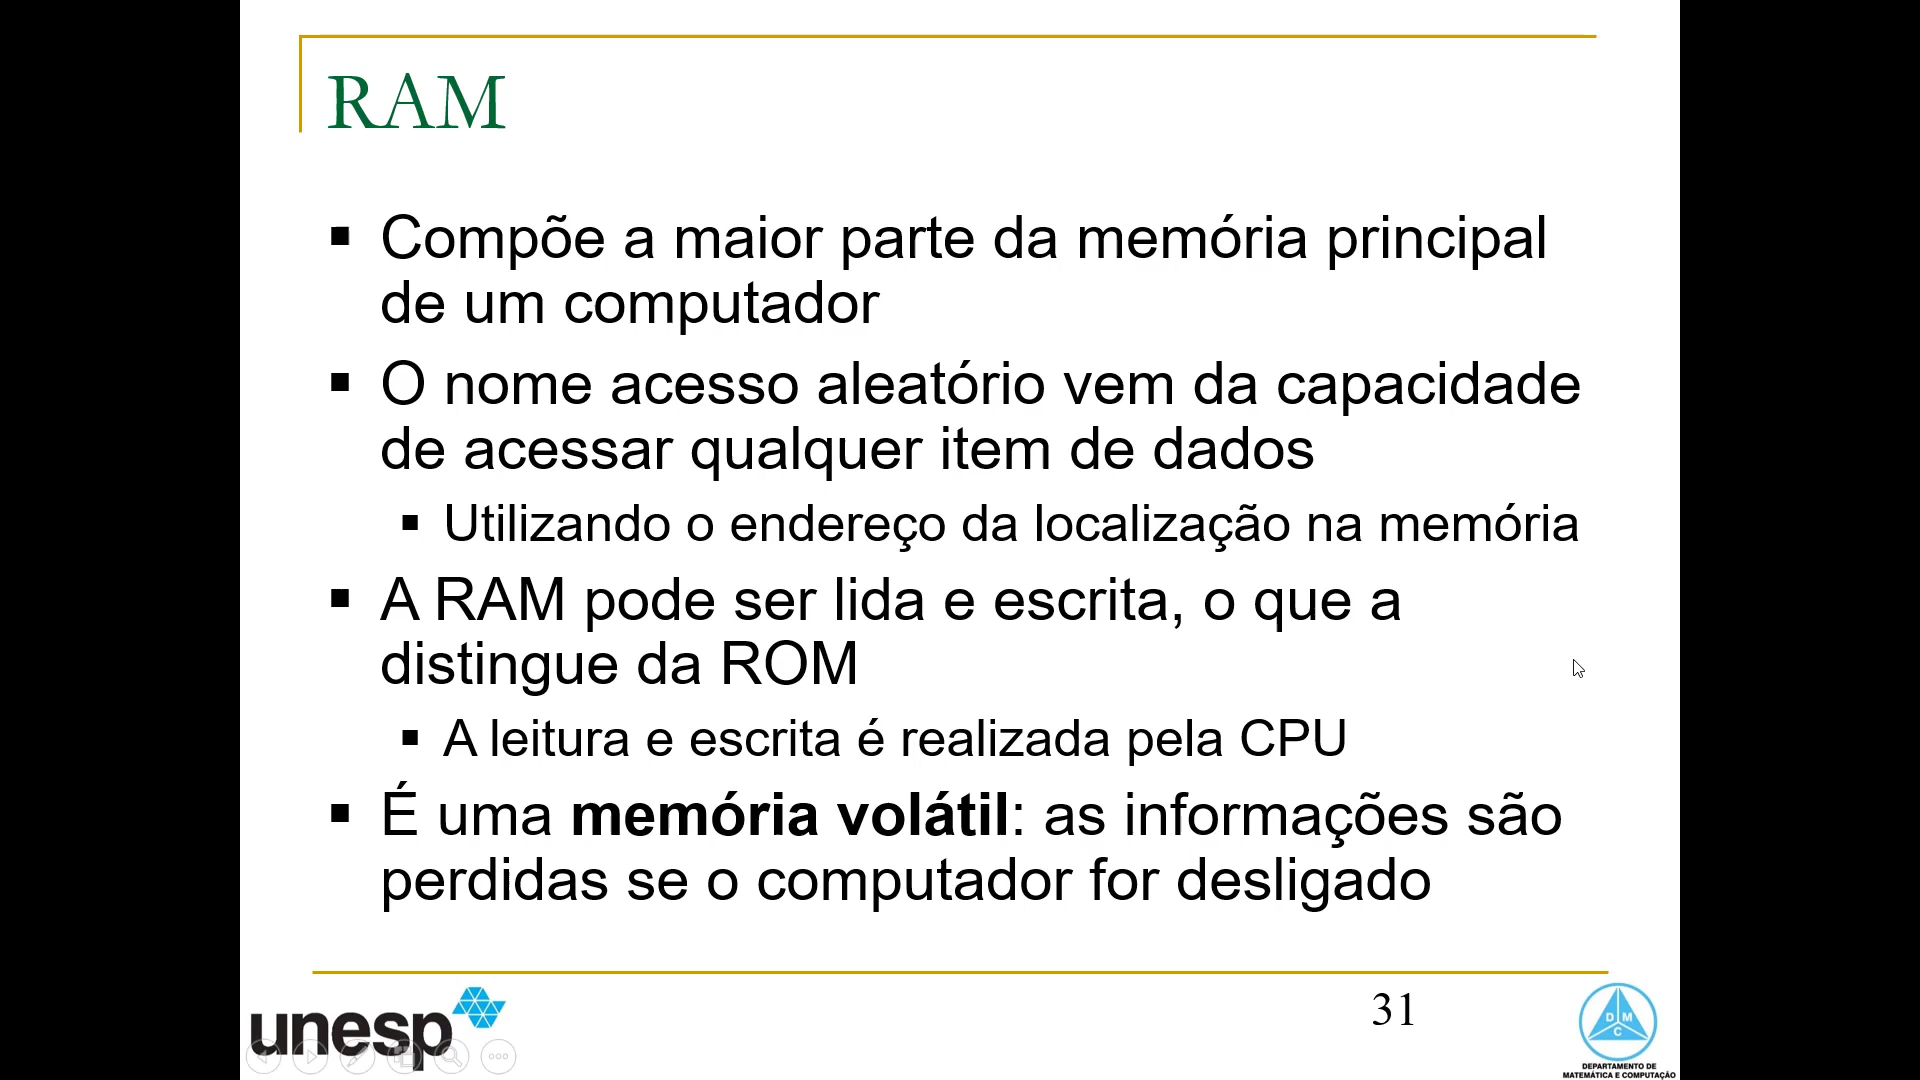 RAM
▪ Compõe a maior parte da memória principal
de um computador
▪ O nome acesso aleatório vem da capacidade
de acessar qualquer item de dados
▪ Utilizando o endereço da localização na memória
▪ A RAM pode ser lida e escrita, o que a
distingue da ROM
▪ A leitura e escrita é realizada pela CPU
▪ É uma memória volátil: as informações são
perdidas se o computador for desligado
unesp
31
D M
C
DEPARTAMENTO DE
MATEMÁTICA E COMPUTAÇÃO